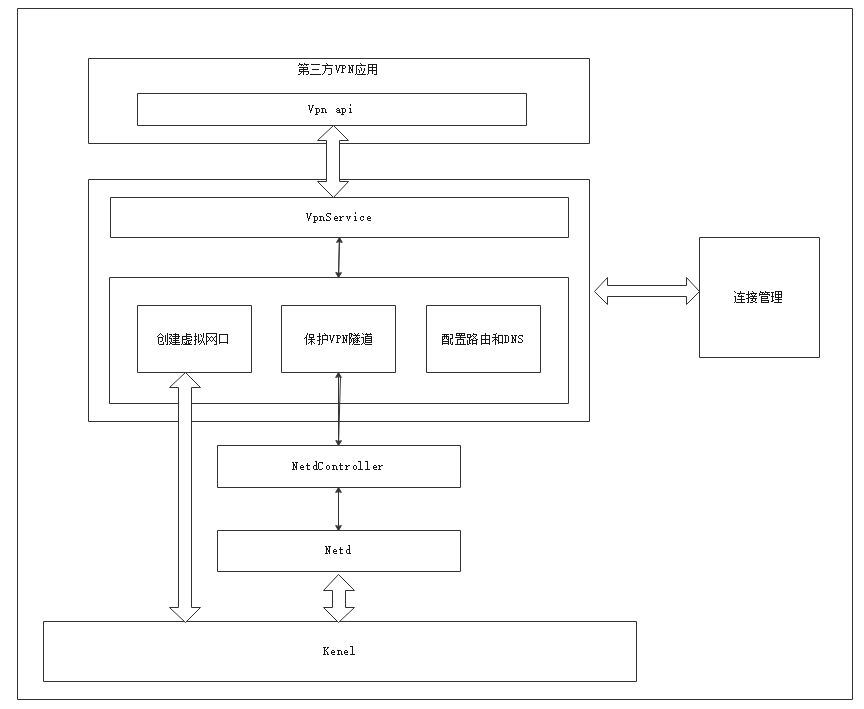 第三方VPN应用
Vpn api
VpnService
连接管理
创建虚拟网口
保护VPN隧道
配置路由和DNS
NetdController
Netd
Kenel